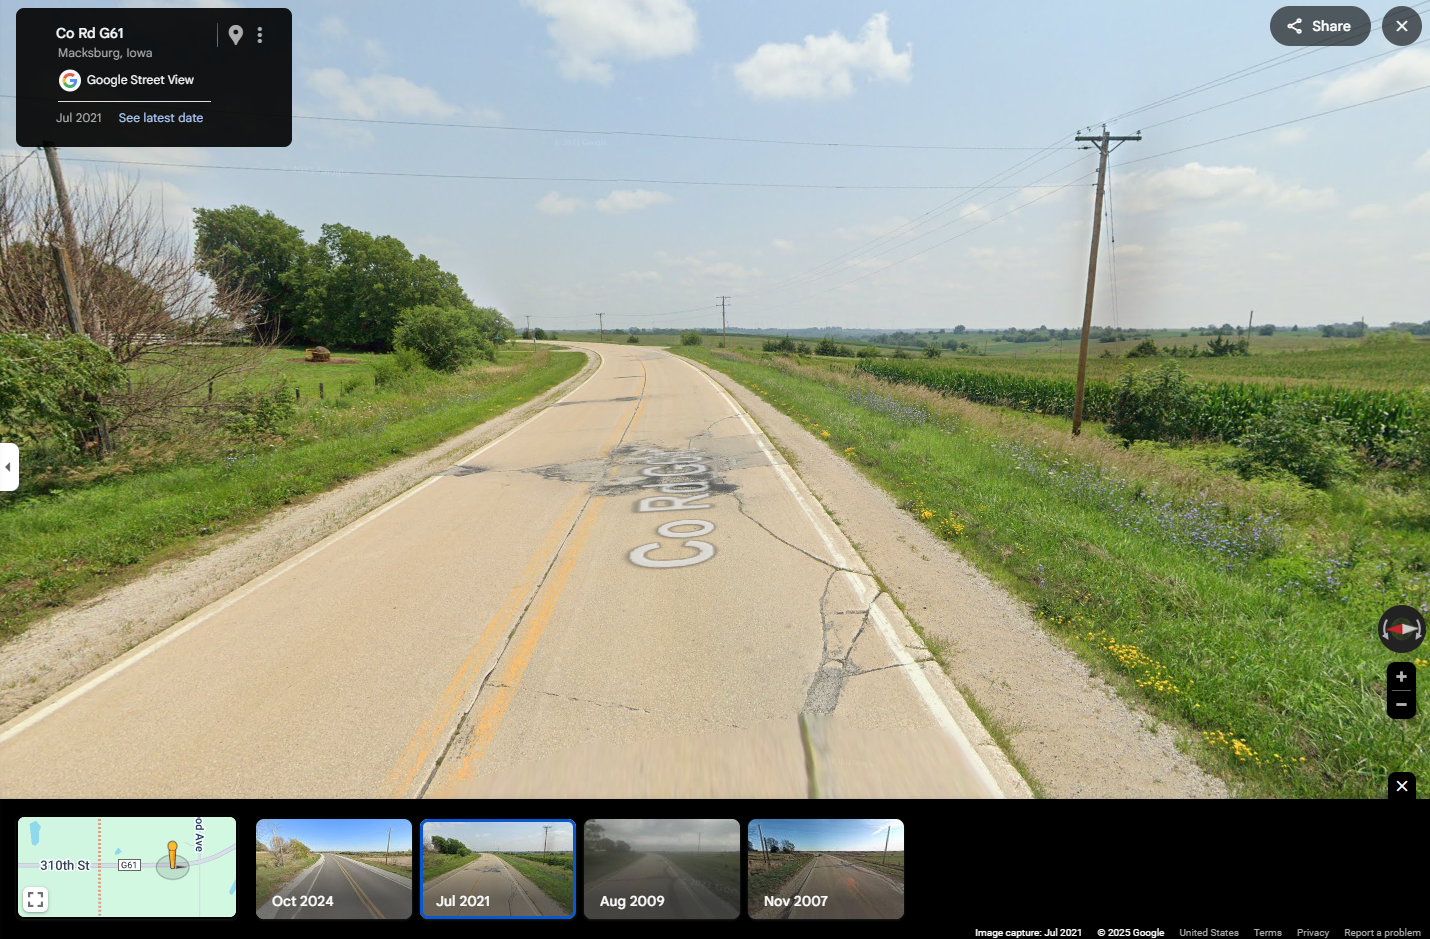 Co Rd G61
Macksburg, Iowa
Google Street View
Jul 2021 See latest date
Share
Co Rd G61
310th St
G61
od Ave
Oct 2024
Jul 2021
Aug 2009
Nov 2007
Image capture: Jul 2021 © 2025 Google United States Terms Privacy Report a problem